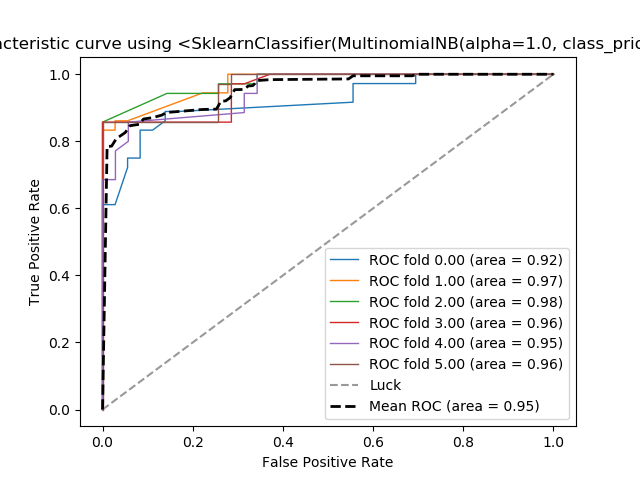 cteristic curve using <SklearnClassifier(MultinomialNB(alpha=1.0, class_prio
1.0
0.8
0.6
0.4
0.2
0.0
True Positive Rate
ROC fold 0.00 (area = 0.92)
ROC fold 1.00 (area = 0.97)
ROC fold 2.00 (area = 0.98)
ROC fold 3.00 (area = 0.96)
ROC fold 4.00 (area = 0.95)
ROC fold 5.00 (area = 0.96)
Luck
Mean ROC (area = 0.95)
0.0 0.2 0.4 0.6 0.8 1.0
False Positive Rate